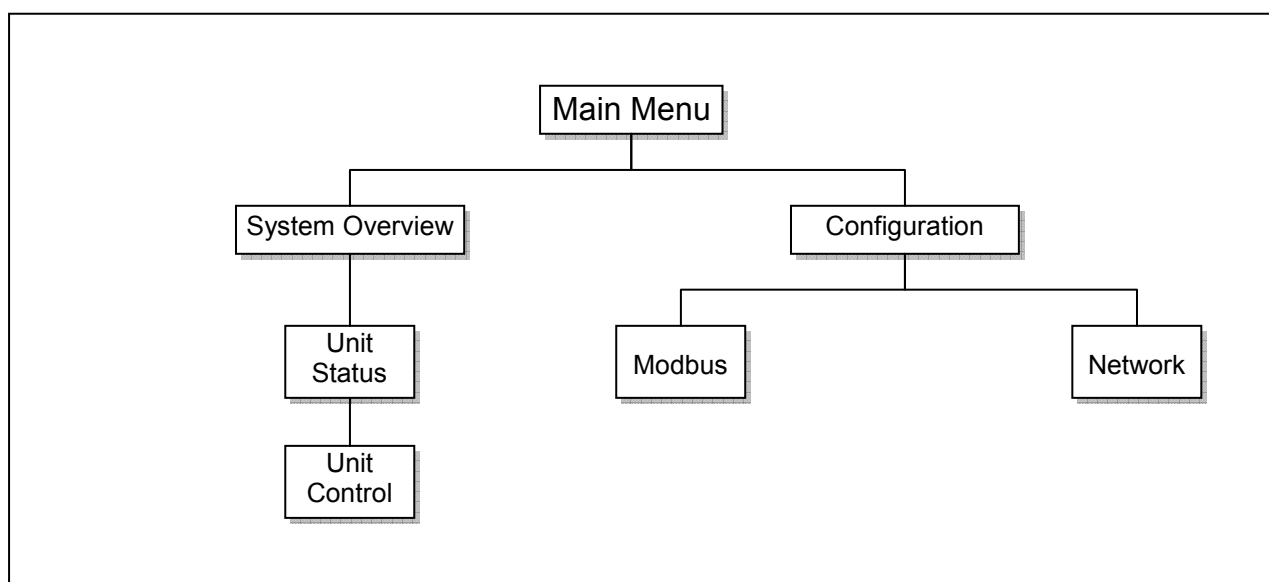 Main Menu
System Overview
Configuration
Unit
Status
Modbus
Network
Unit
Control